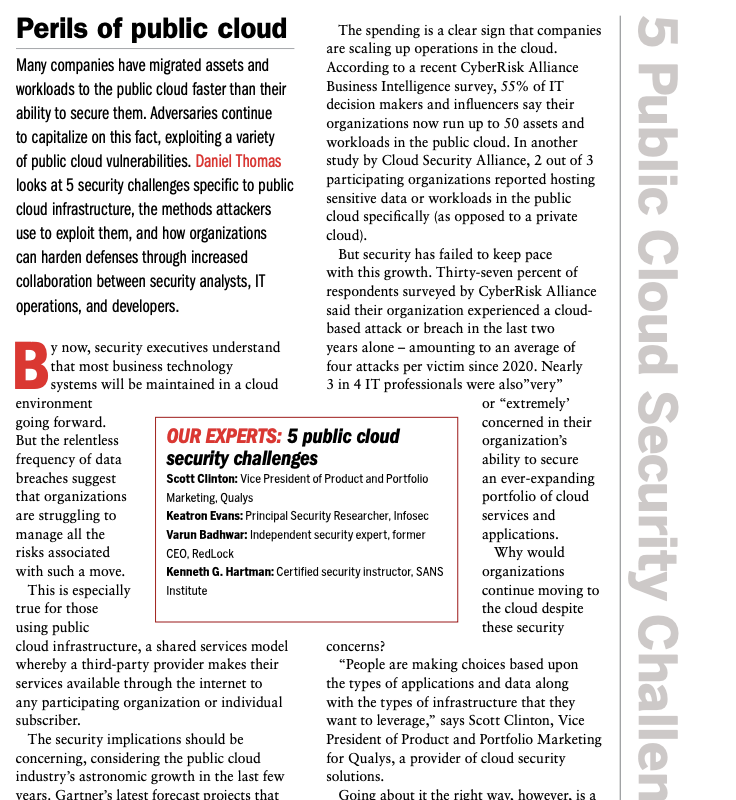 Perils of public cloud
Many companies have migrated assets and
workloads to the public cloud faster than their
ability to secure them. Adversaries continue
to capitalize on this fact, exploiting a variety
of public cloud vulnerabilities. Daniel Thomas
looks at 5 security challenges specific to public
cloud infrastructure, the methods attackers
use to exploit them, and how organizations
can harden defenses through increased
collaboration between security analysts, IT
operations, and developers.
By now, security executives understand
that most business technology
systems will be maintained in a cloud
environment
going forward.
But the relentless
frequency of data
breaches suggest
that organizations
are struggling to
manage all the
risks associated
with such a move.
This is especially
true for those
using public
cloud infrastructure, a shared services model
whereby a third-party provider makes their
services available through the internet to
any participating organization or individual
subscriber.
The security implications should be
concerning, considering the public cloud
industry's astronomic growth in the last few
years. Gartner's latest forecast projects that
OUR EXPERTS: 5 public cloud
security challenges
Scott Clinton: Vice President of Product and Portfolio
Marketing, Qualys
Keatron Evans: Principal Security Researcher, Infosec
Varun Badhwar: Independent security expert, former
CEO, RedLock
Kenneth G. Hartman: Certified security instructor, SANS
Institute
The spending is a clear sign that companies
are scaling up operations in the cloud.
According to a recent CyberRisk Alliance
Business Intelligence survey, 55% of IT
decision makers and influencers say their
organizations now run up to 50 assets and
workloads in the public cloud. In another
study by Cloud Security Alliance, 2 out of 3
participating organizations reported hosting
sensitive data or workloads in the public
cloud specifically (as opposed to a private
cloud).
But security has failed to keep pace
with this growth. Thirty-seven percent of
respondents surveyed by CyberRisk Alliance
said their organization experienced a cloud-
based attack or breach in the last two
years alone – amounting to an average of
four attacks per victim since 2020. Nearly
3 in 4 IT professionals were also”very”
or “extremely’
concerned in their
organization’s
ability to secure
an ever-expanding
portfolio of cloud
services and
applications.
Why would
organizations
continue moving to
the cloud despite
these security
concerns?
“People are making choices based upon
the types of applications and data along
with the types of infrastructure that they
want to leverage,” says Scott Clinton, Vice
President of Product and Portfolio Marketing
for Qualys, a provider of cloud security
solutions.
Going about it the right way, however, is a
5 Public Cloud Security Challen